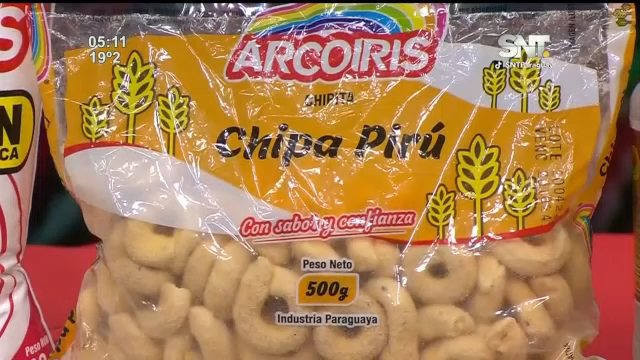 05:11
19°2
SNT
ARCOIRIS
CHIPITA
Chipa Pirú
Con sabor y confianza
Peso Neto
500g
Industria Paraguaya